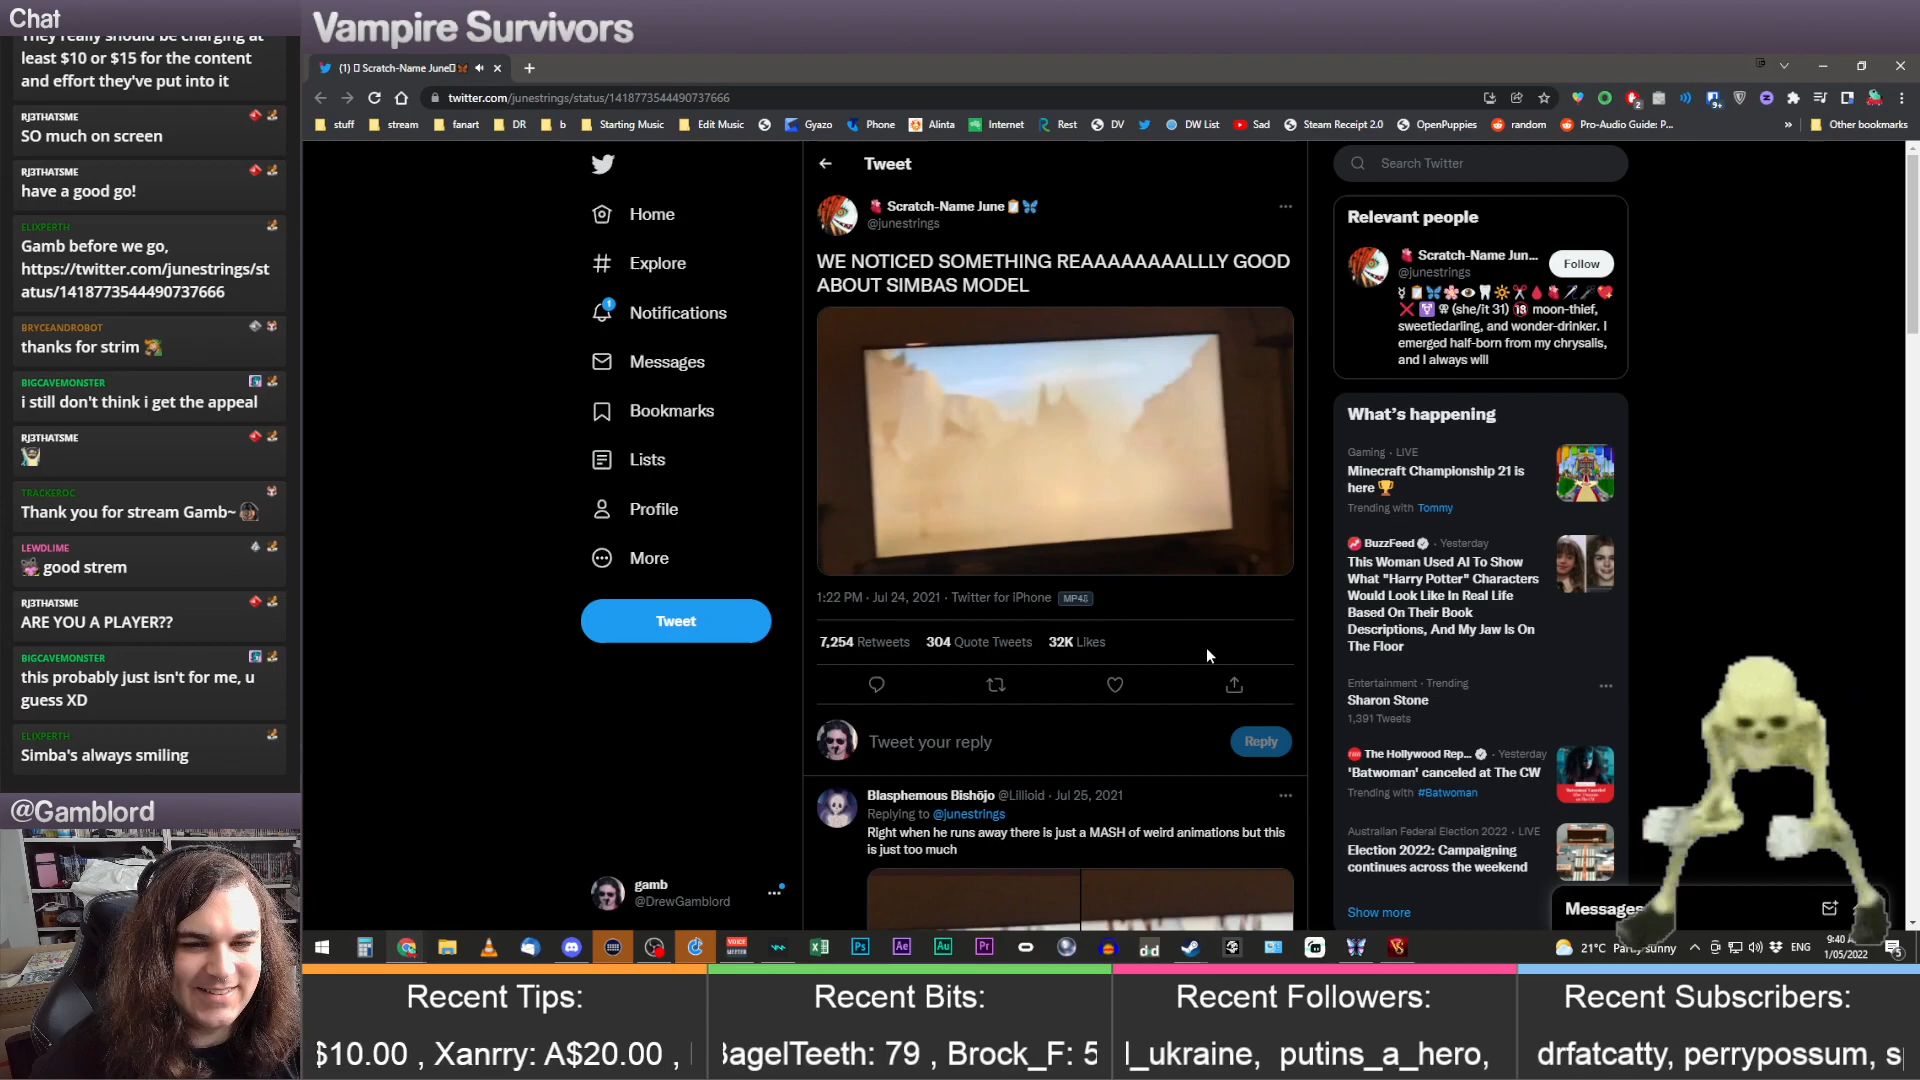 Chat
They really should be charging at
least $10 or $15 for the content
and effort they've put into it
RJ3THATSME
SO much on screen
RJ3THATSME
have a good go!
ELIXPERTH
Gamb before we go,
https://twitter.com/junestrings/st
atus/1418773544490737666
BRYCEANDROBOT
thanks for strim
BIGCAVEMONSTER
i still don't think i get the appeal
RJ3THATSME
TRACKEROC
Thank you for stream Gamb~
LEWDLIME
good strem
RJ3THATSME
ARE YOU A PLAYER??
BIGCAVEMONSTER
this probably just isn't for me, u
guess XD
ELIXPERTH
Simba's always smiling
@Gamblord
Vampire Survivors
(1) Scratch-Name June
twitter.com/junestrings/status/1418773544490737666
stuff
stream
fanart
DR
b
Starting Music
Edit Music
Gyazo
Phone
Alinta
Internet
Rest
DV
DW List
Sad
Steam Receipt 2.0
OpenPuppies
random
Pro-Audio Guide: P...
Other bookmarks
Home
Explore
1
Notifications
Messages
Bookmarks
Lists
Profile
More
Tweet
gamb
@DrewGamblord
Tweet
Scratch-Name June
@junestrings
WE NOTICED SOMETHING REAAAAAAAALLLY GOOD
ABOUT SIMBAS MODEL
1:22 PM · Jul 24, 2021 · Twitter for iPhone MP4
7,254 Retweets 304 Quote Tweets 32K Likes
Tweet your reply
Reply
Blasphemous Bishōjo @Lillioid · Jul 25, 2021
Replying to @junestrings
Right when he runs away there is just a MASH of weird animations but this
is just too much
Search Twitter
Relevant people
Scratch-Name Jun...
@junestrings
Follow
(she/it 31) 🔞 moon-thief,
sweetiedarling, and wonder-drinker. I
emerged half-born from my chrysalis,
and I always will
What's happening
Gaming · LIVE
Minecraft Championship 21 is
here
Trending with Tommy
BuzzFeed · Yesterday
This Woman Used AI To Show
What "Harry Potter" Characters
Would Look Like In Real Life
Based On Their Book
Descriptions, And My Jaw Is On
The Floor
Entertainment · Trending
Sharon Stone
1,391 Tweets
The Hollywood Rep... · Yesterday
'Batwoman' canceled at The CW
Trending with #Batwoman
Australian Federal Election 2022 · LIVE
Election 2022: Campaigning
continues across the weekend
Show more
Messages
21°C
sunny
ENG
9:40
1/05/2022
5
Recent Tips:
$10.00 , Xanrry: A$20.00 ,
Recent Bits:
BagelTeeth: 79 , Brock_F: 5
Recent Followers:
l_ukraine, putins_a_hero,
Recent Subscribers:
drfatcatty, perrypossum, s